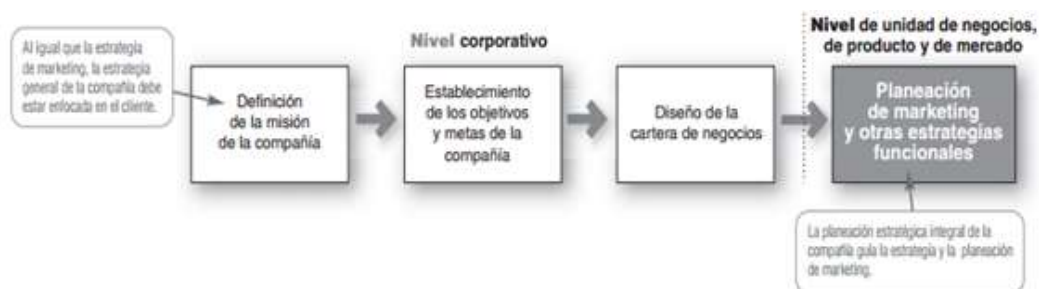 Al igual que la estrategia
de marketing, la estrategia
general de la compañía debe
estar enfocada en el cliente.
Nivel corporativo
Nivel de unidad de negocios,
de producto y de mercado
Definición
de la misión
de la compañía
Establecimiento
de los objetivos
y metas de la
compañía
Diseño de la
cartera de negocios
Planeación
de marketing
y otras estrategias
funcionales
La planeación estratégica integral de la
compañía guía la estrategia y la planeación
de marketing.